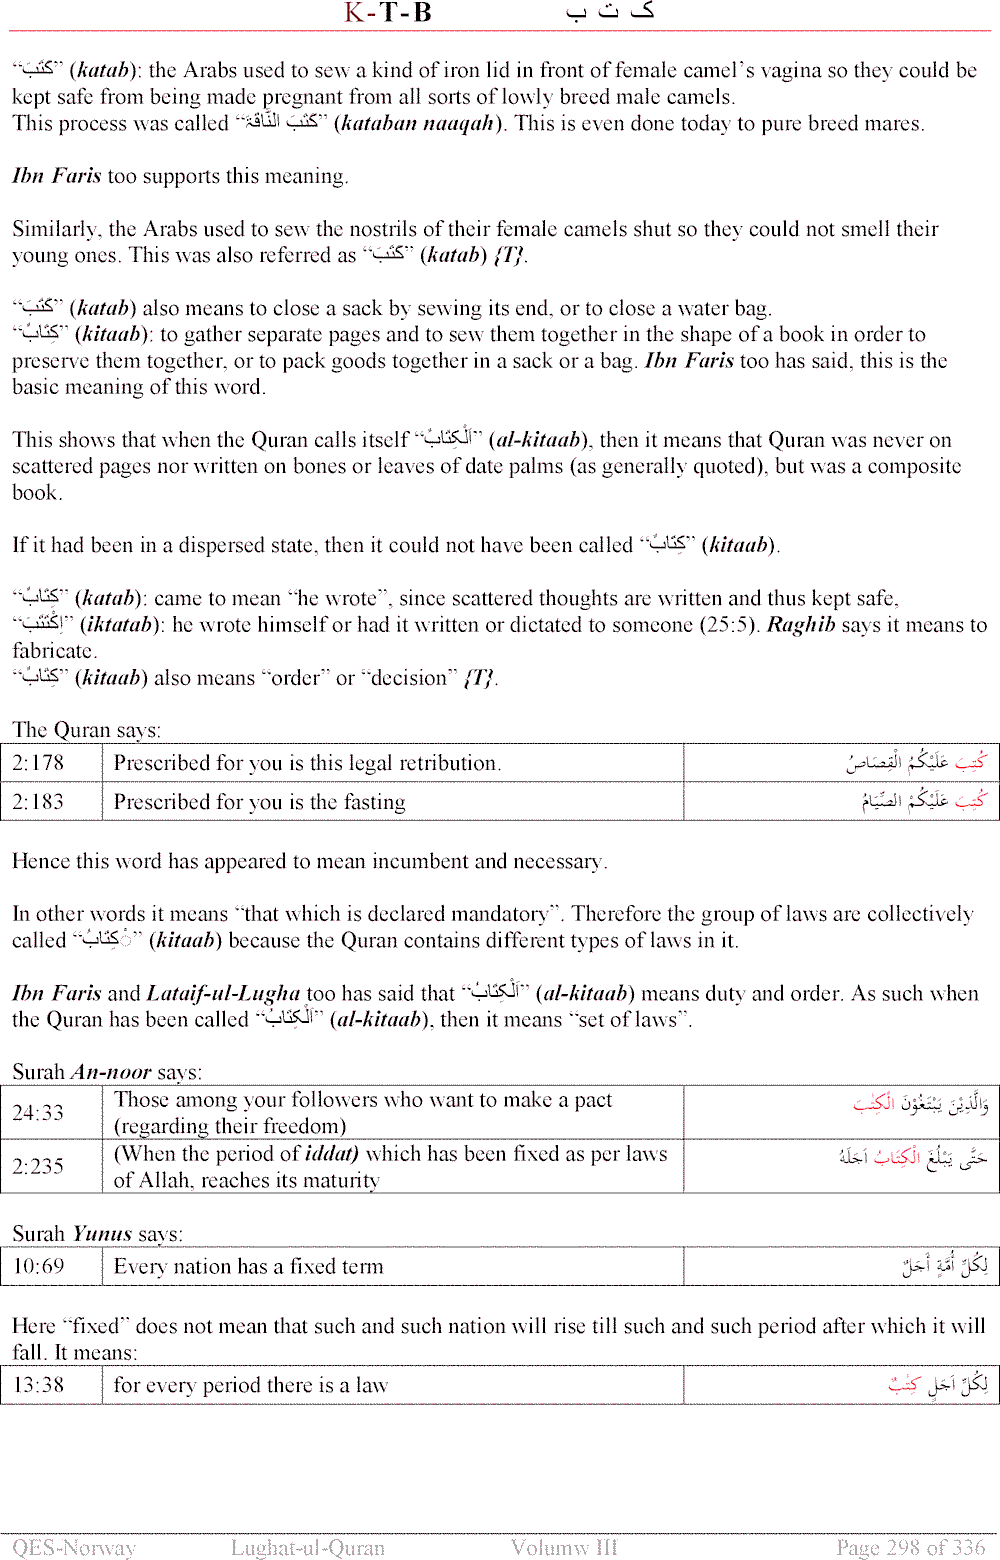 K-T-B ک ت ب
“کَتَبَ” (katab): the Arabs used to sew a kind of iron lid in front of female camel’s vagina so they could be
kept safe from being made pregnant from all sorts of lowly breed male camels.
This process was called “کَتَبَ النَّاقَۃَ” (kataban naaqah). This is even done today to pure breed mares.
Ibn Faris too supports this meaning.
Similarly, the Arabs used to sew the nostrils of their female camels shut so they could not smell their
young ones. This was also referred as “کَتَبَ” (katab) {T}.
“کَتَبَ” (katab) also means to close a sack by sewing its end, or to close a water bag.
“کِتَابٌ” (kitaab): to gather separate pages and to sew them together in the shape of a book in order to
preserve them together, or to pack goods together in a sack or a bag. Ibn Faris too has said, this is the
basic meaning of this word.
This shows that when the Quran calls itself “اَلْکِتَابُ” (al-kitaab), then it means that Quran was never on
scattered pages nor written on bones or leaves of date palms (as generally quoted), but was a composite
book.
If it had been in a dispersed state, then it could not have been called “کِتَابٌ” (kitaab).
“کِتَابٌ” (katab): came to mean “he wrote”, since scattered thoughts are written and thus kept safe,
“اِکْتَتَبَ” (iktatab): he wrote himself or had it written or dictated to someone (25:5). Raghib says it means to
fabricate.
“کِتَابٌ” (kitaab) also means “order” or “decision” {T}.
The Quran says:
2:178 Prescribed for you is this legal retribution. کُتِبَ عَلَیْکُمُ الْقِصَاصُ
2:183 Prescribed for you is the fasting کُتِبَ عَلَیْکُمُ الصِّیَامُ
Hence this word has appeared to mean incumbent and necessary.
In other words it means “that which is declared mandatory”. Therefore the group of laws are collectively
called “ْکِتَابُ” (kitaab) because the Quran contains different types of laws in it.
Ibn Faris and Lataif-ul-Lugha too has said that “اَلْکِتَابُ” (al-kitaab) means duty and order. As such when
the Quran has been called “اَلْکِتَابُ” (al-kitaab), then it means “set of laws”.
Surah An-noor says:
24:33 Those among your followers who want to make a pact
(regarding their freedom) وَالَّذِیْنَ یَبْتَغُوْنَ الْکِتٰبَ
2:235 (When the period of iddat) which has been fixed as per laws
of Allah, reaches its maturity حَتّٰی یَبْلُغَ الْکِتَابُ اَجَلَہٗ
Surah Yunus says:
10:69 Every nation has a fixed term لِکُلِّ أُمَّةٍ أَجَلٌ
Here “fixed” does not mean that such and such nation will rise till such and such period after which it will
fall. It means:
13:38 for every period there is a law لِکُلِّ اَجَلٍ کِتٰبٌ
QES-Norway Lughat-ul-Quran Volumw III Page 298 of 336